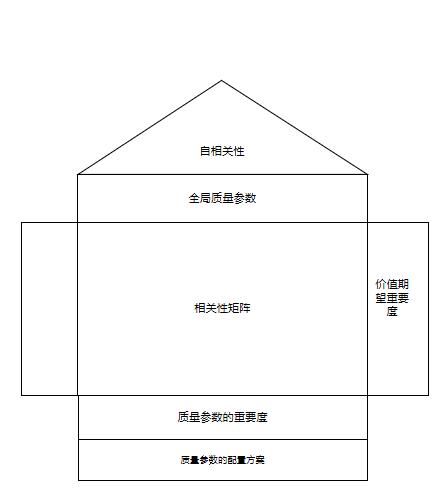 自相关性
全局质量参数
价值期
望重要
度
相关性矩阵
质量参数的重要度
质量参数的配置方案